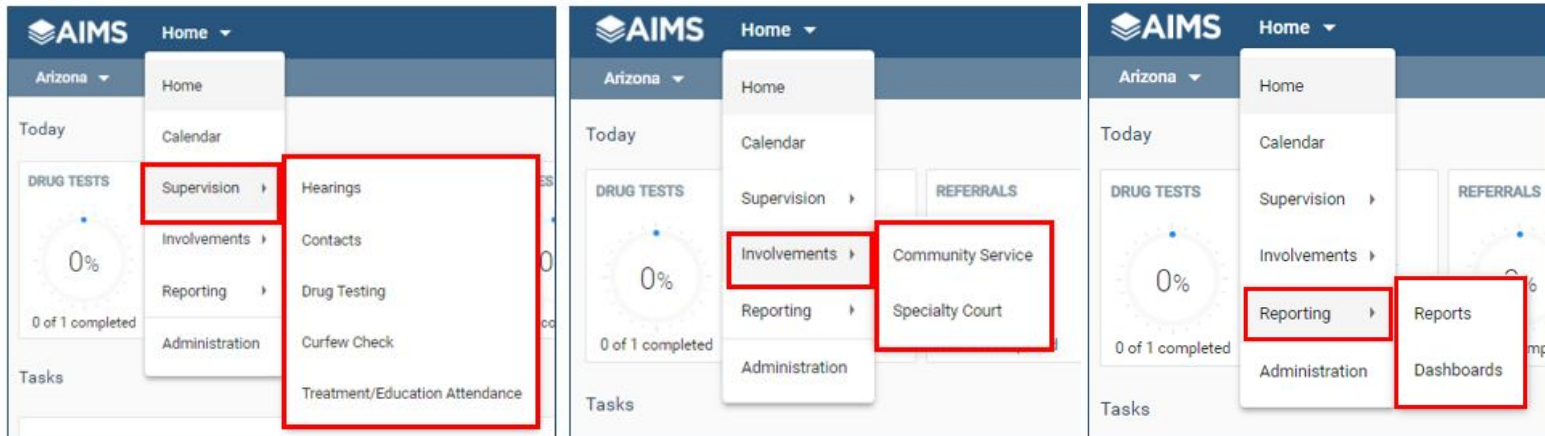 AIMS Home
Arizona
Home
Today
Calendar
DRUG TESTS
Supervision
Hearings
Involvements
Contacts
0%
Reporting
Drug Testing
0 of 1 completed
Administration
Curfew Check
Tasks
Treatment/Education Attendance
AIMS Home
Arizona
Home
Today
Calendar
DRUG TESTS
Supervision
REFERRALS
Involvements
Community Service
0%
Reporting
Specialty Court
0 of 1 completed
Administration
Tasks
AIMS Home
Arizona
Home
Today
Calendar
DRUG TESTS
Supervision
REFERRALS
Involvements
0%
Reporting
Reports
0 of 1 completed
Administration
Dashboards
Tasks